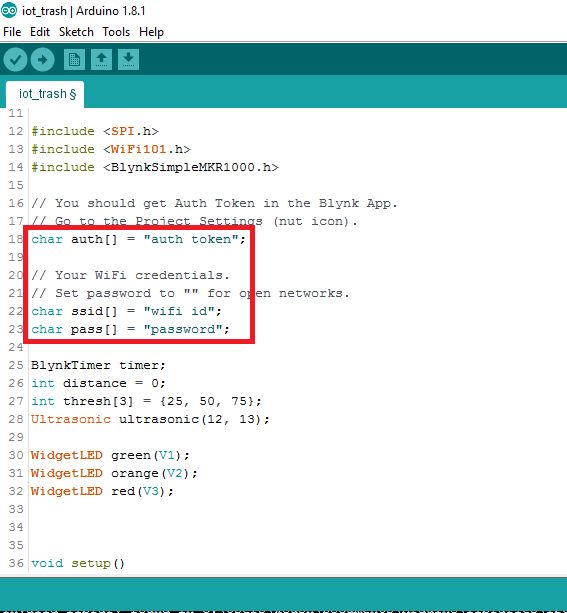 iot_trash | Arduino 1.8.1
File Edit Sketch Tools Help
iot_trash §
11
12 #include <SPI.h>
13 #include <WiFi101.h>
14 #include <BlynkSimpleMKR1000.h>
15
16 // You should get Auth Token in the Blynk App.
17 // Go to the Project Settings (nut icon).
18 char auth[] = "auth token";
19
20 // Your WiFi credentials.
21 // Set password to "" for open networks.
22 char ssid[] = "wifi id";
23 char pass[] = "password";
24
25 BlynkTimer timer;
26 int distance = 0;
27 int thresh[3] = {25, 50, 75};
28 Ultrasonic ultrasonic(12, 13);
29
30 WidgetLED green(V1);
31 WidgetLED orange(V2);
32 WidgetLED red(V3);
33
34
35
36 void setup()